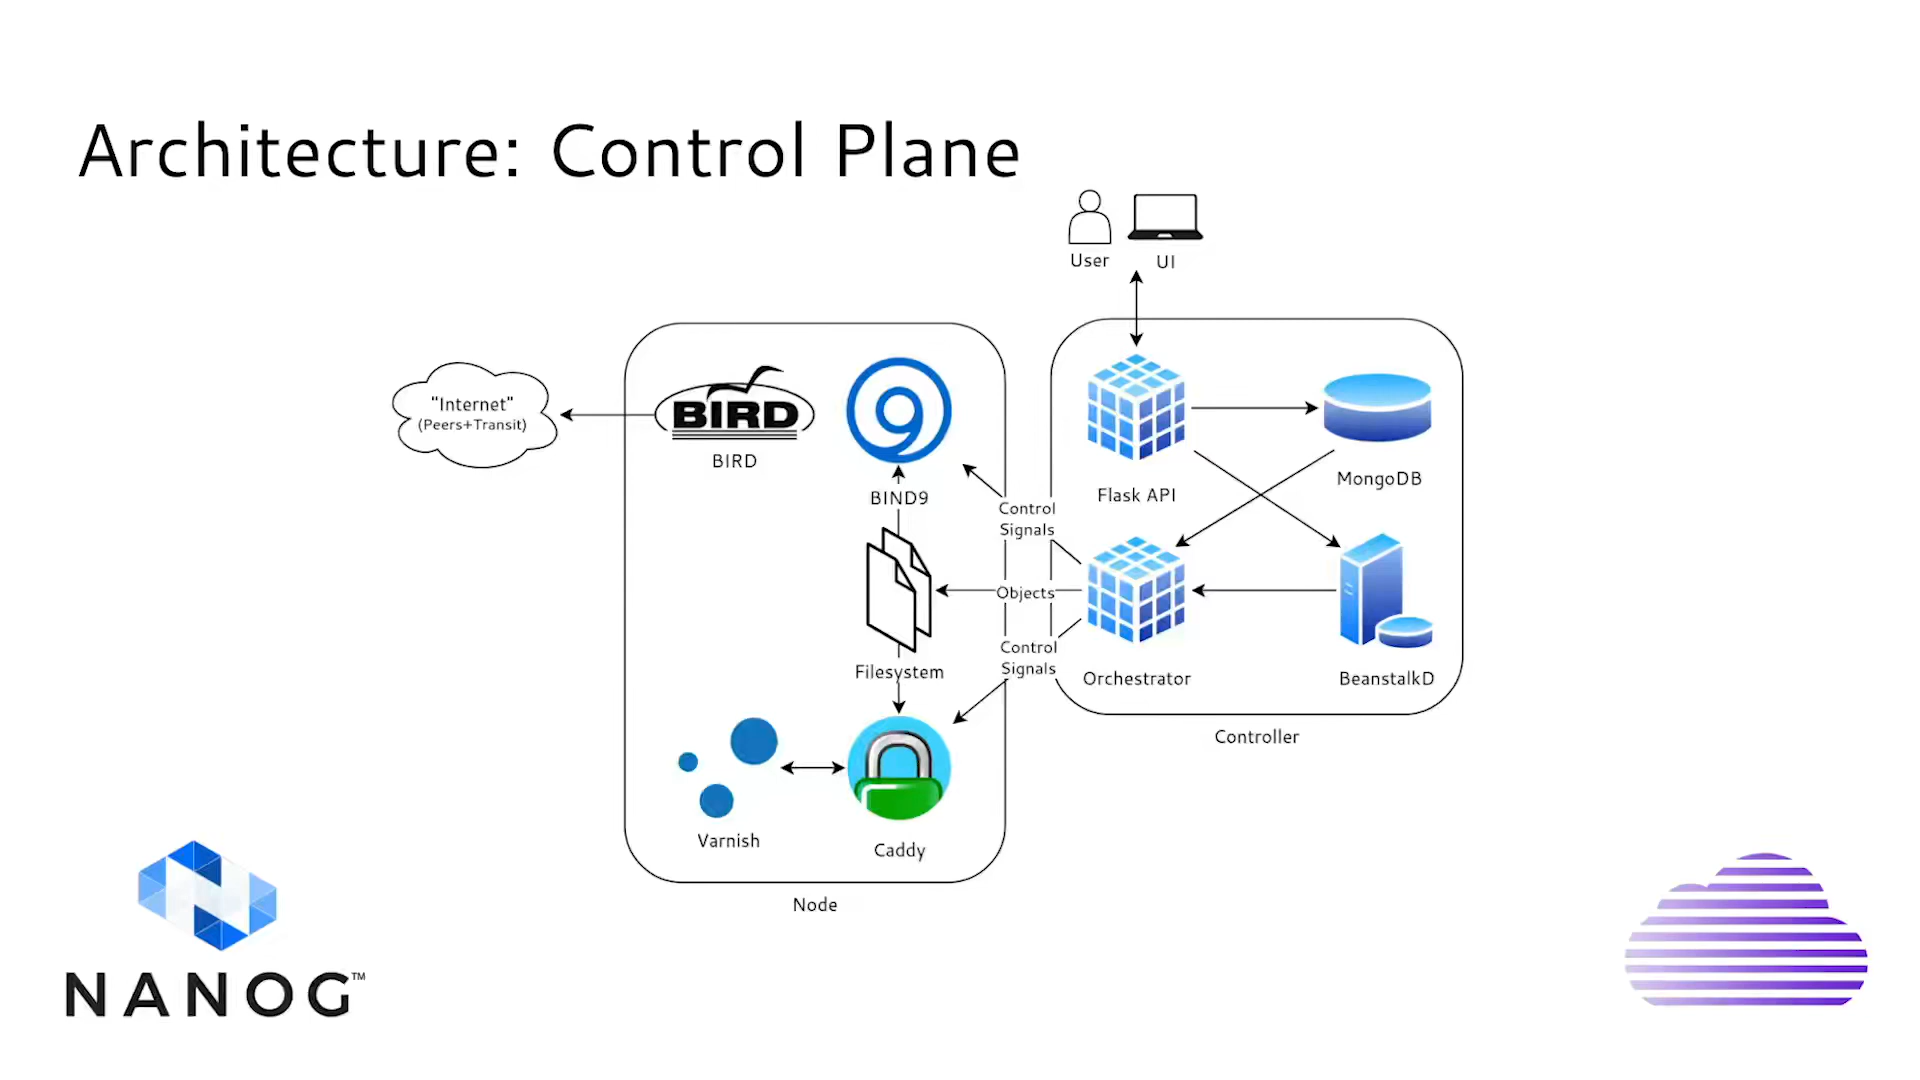 Architecture: Control Plane
User
UI
"Internet"
(Peers+Transit)
BIRD
BIRD
9
BIND9
Control
Signals
Flask API
MongoDB
Objects
Filesystem
Control
Signals
Orchestrator
BeanstalkD
Controller
Varnish
Caddy
Node
NANOG™